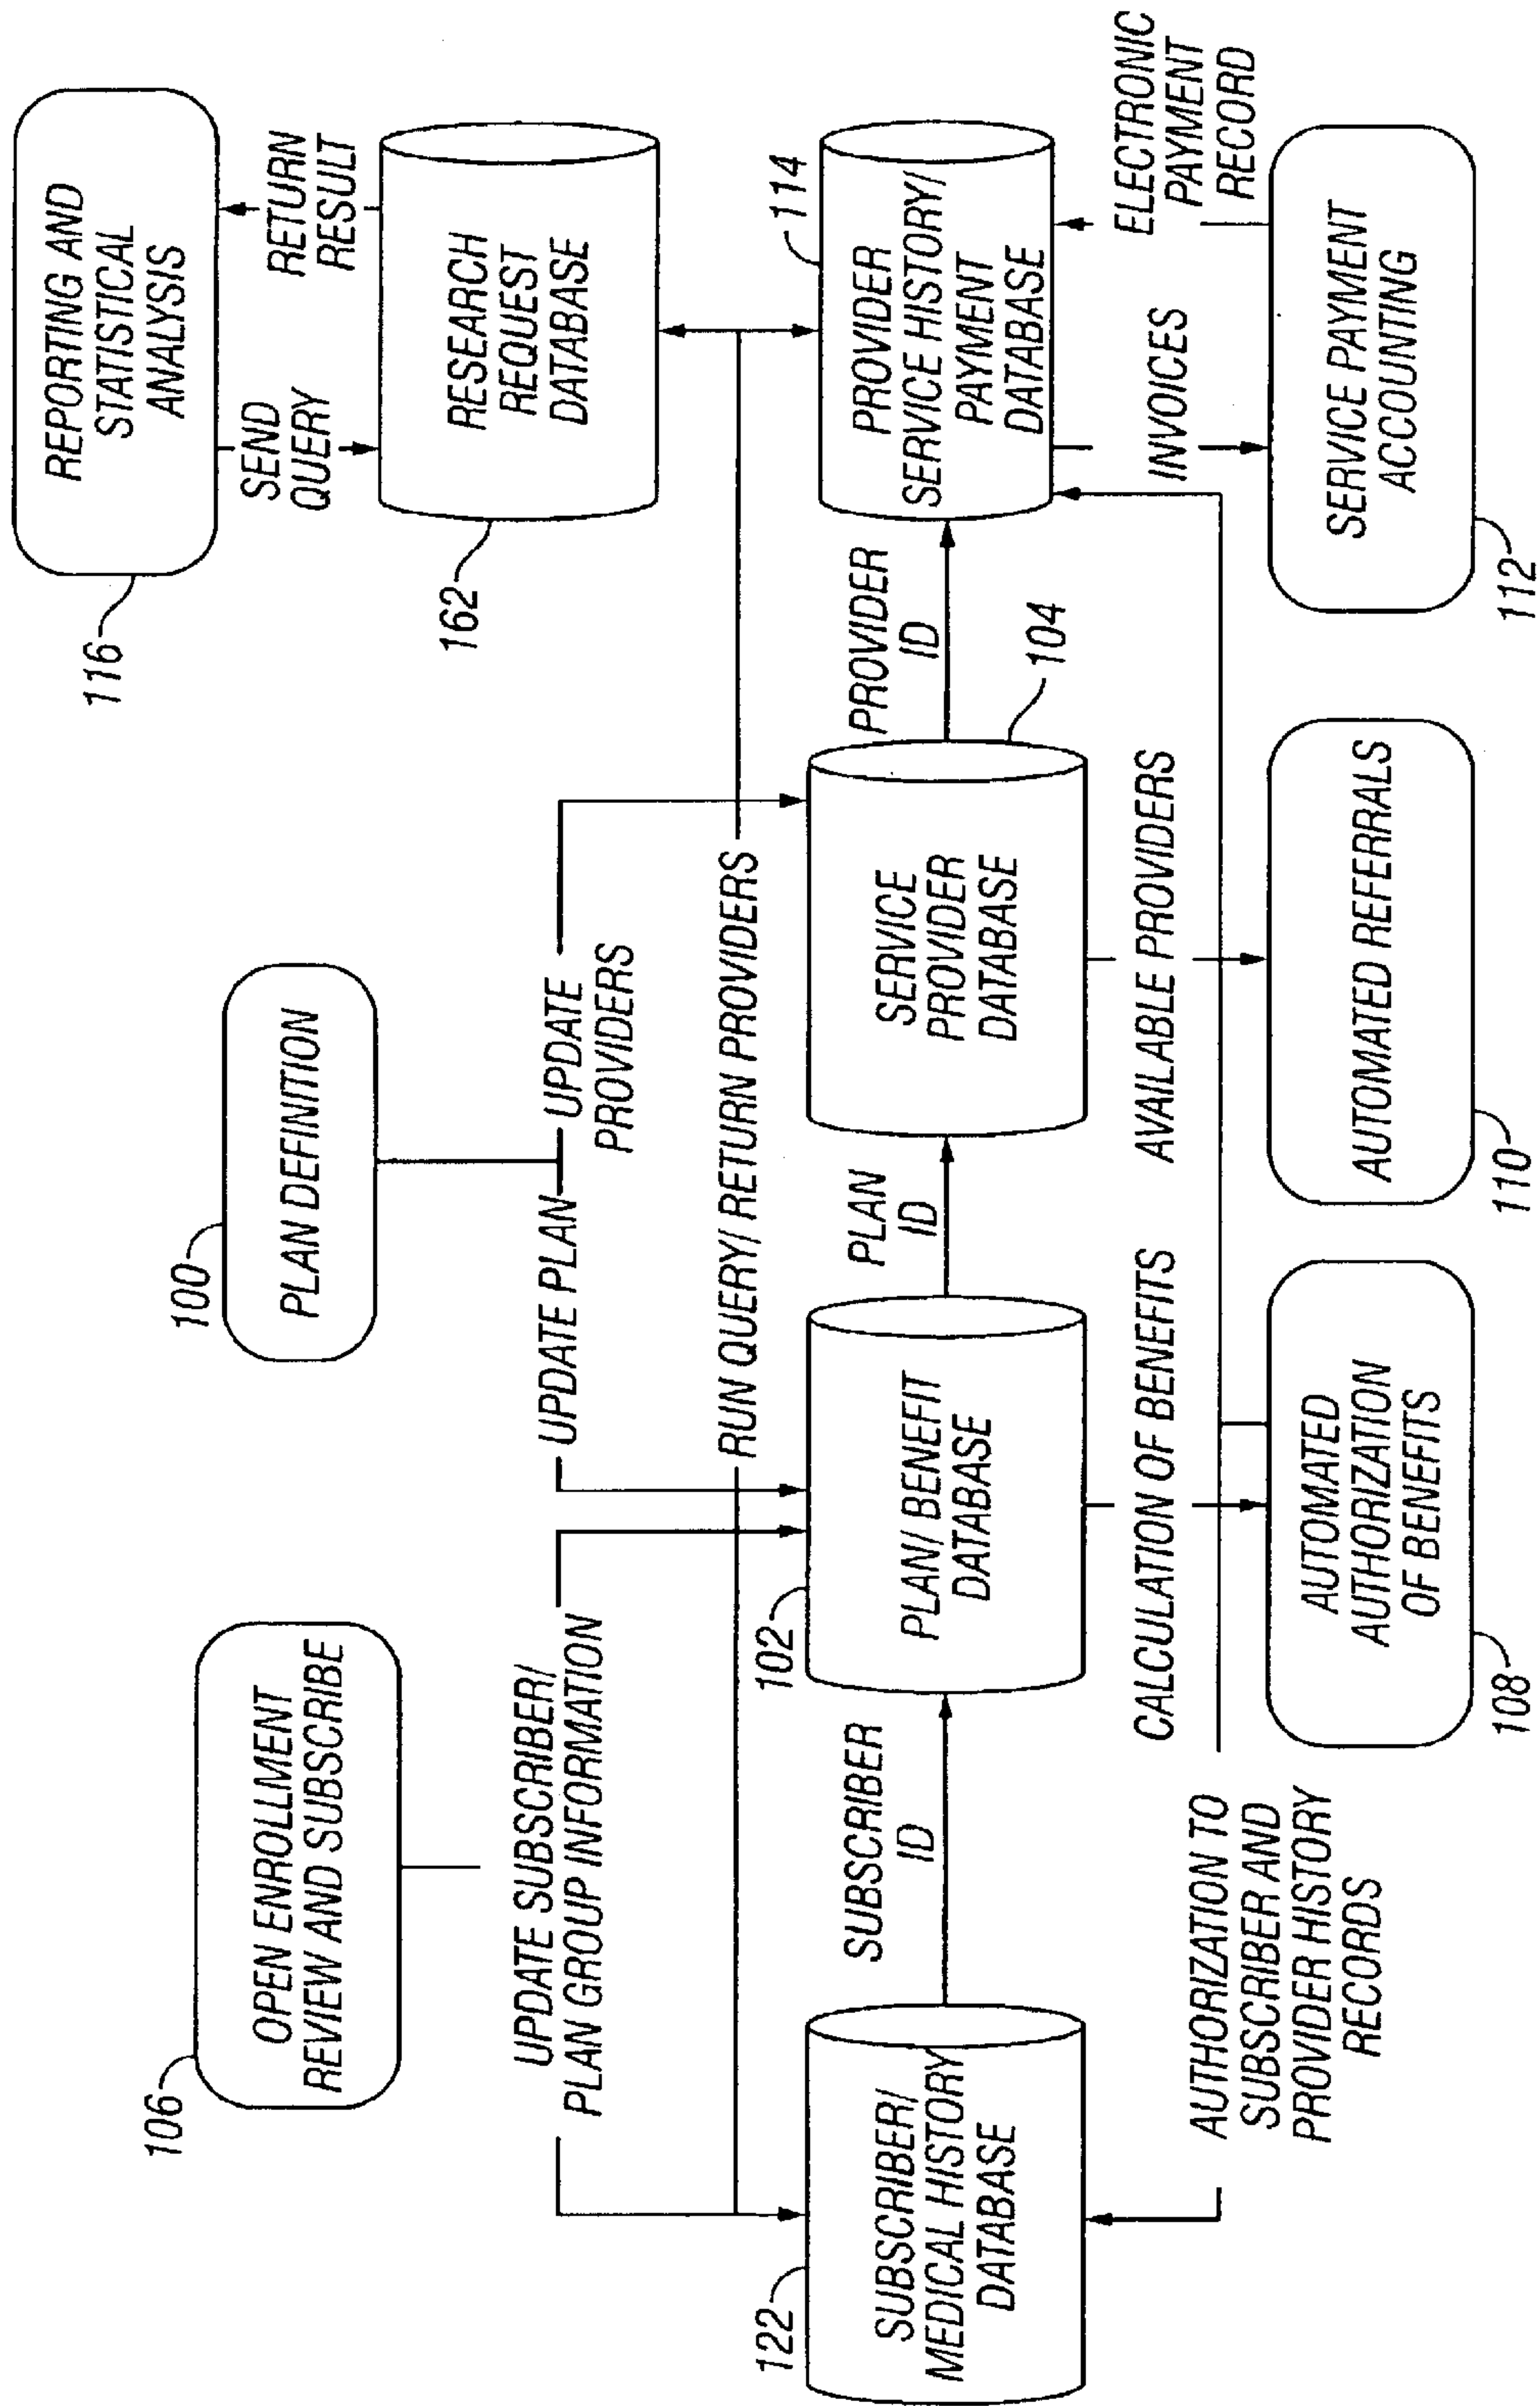 106
OPEN ENROLLMENT
REVIEW AND SUBSCRIBE
100
PLAN DEFINITION
116
REPORTING AND
STATISTICAL
ANALYSIS
UPDATE SUBSCRIBER/
PLAN GROUP INFORMATION
UPDATE PLAN
UPDATE
PROVIDERS
SEND
QUERY
RETURN
RESULT
RUN QUERY/ RETURN PROVIDERS
162
RESEARCH
REQUEST
DATABASE
122
SUBSCRIBER/
MEDICAL HISTORY
DATABASE
SUBSCRIBER
ID
102
PLAN/ BENEFIT
DATABASE
PLAN
ID
SERVICE
PROVIDER
DATABASE
104
PROVIDER
ID
PROVIDER
SERVICE HISTORY/
PAYMENT
DATABASE
114
AUTHORIZATION TO
SUBSCRIBER AND
PROVIDER HISTORY
RECORDS
CALCULATION OF BENEFITS
AVAILABLE PROVIDERS
INVOICES
ELECTRONIC
PAYMENT
RECORD
108
AUTOMATED
AUTHORIZATION
OF BENEFITS
110
AUTOMATED REFERRALS
112
SERVICE PAYMENT
ACCOUNTING